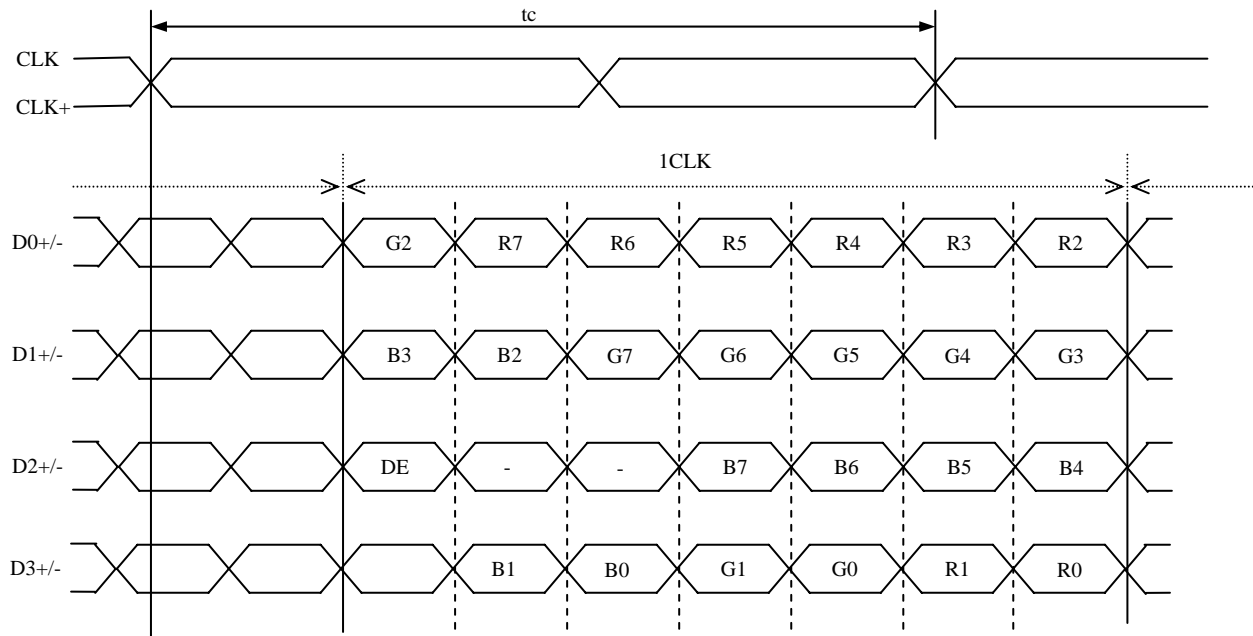 tc
CLK
CLK+
1CLK
D0+/- G2 R7 R6 R5 R4 R3 R2
D1+/- B3 B2 G7 G6 G5 G4 G3
D2+/- DE - - B7 B6 B5 B4
D3+/- B1 B0 G1 G0 R1 R0